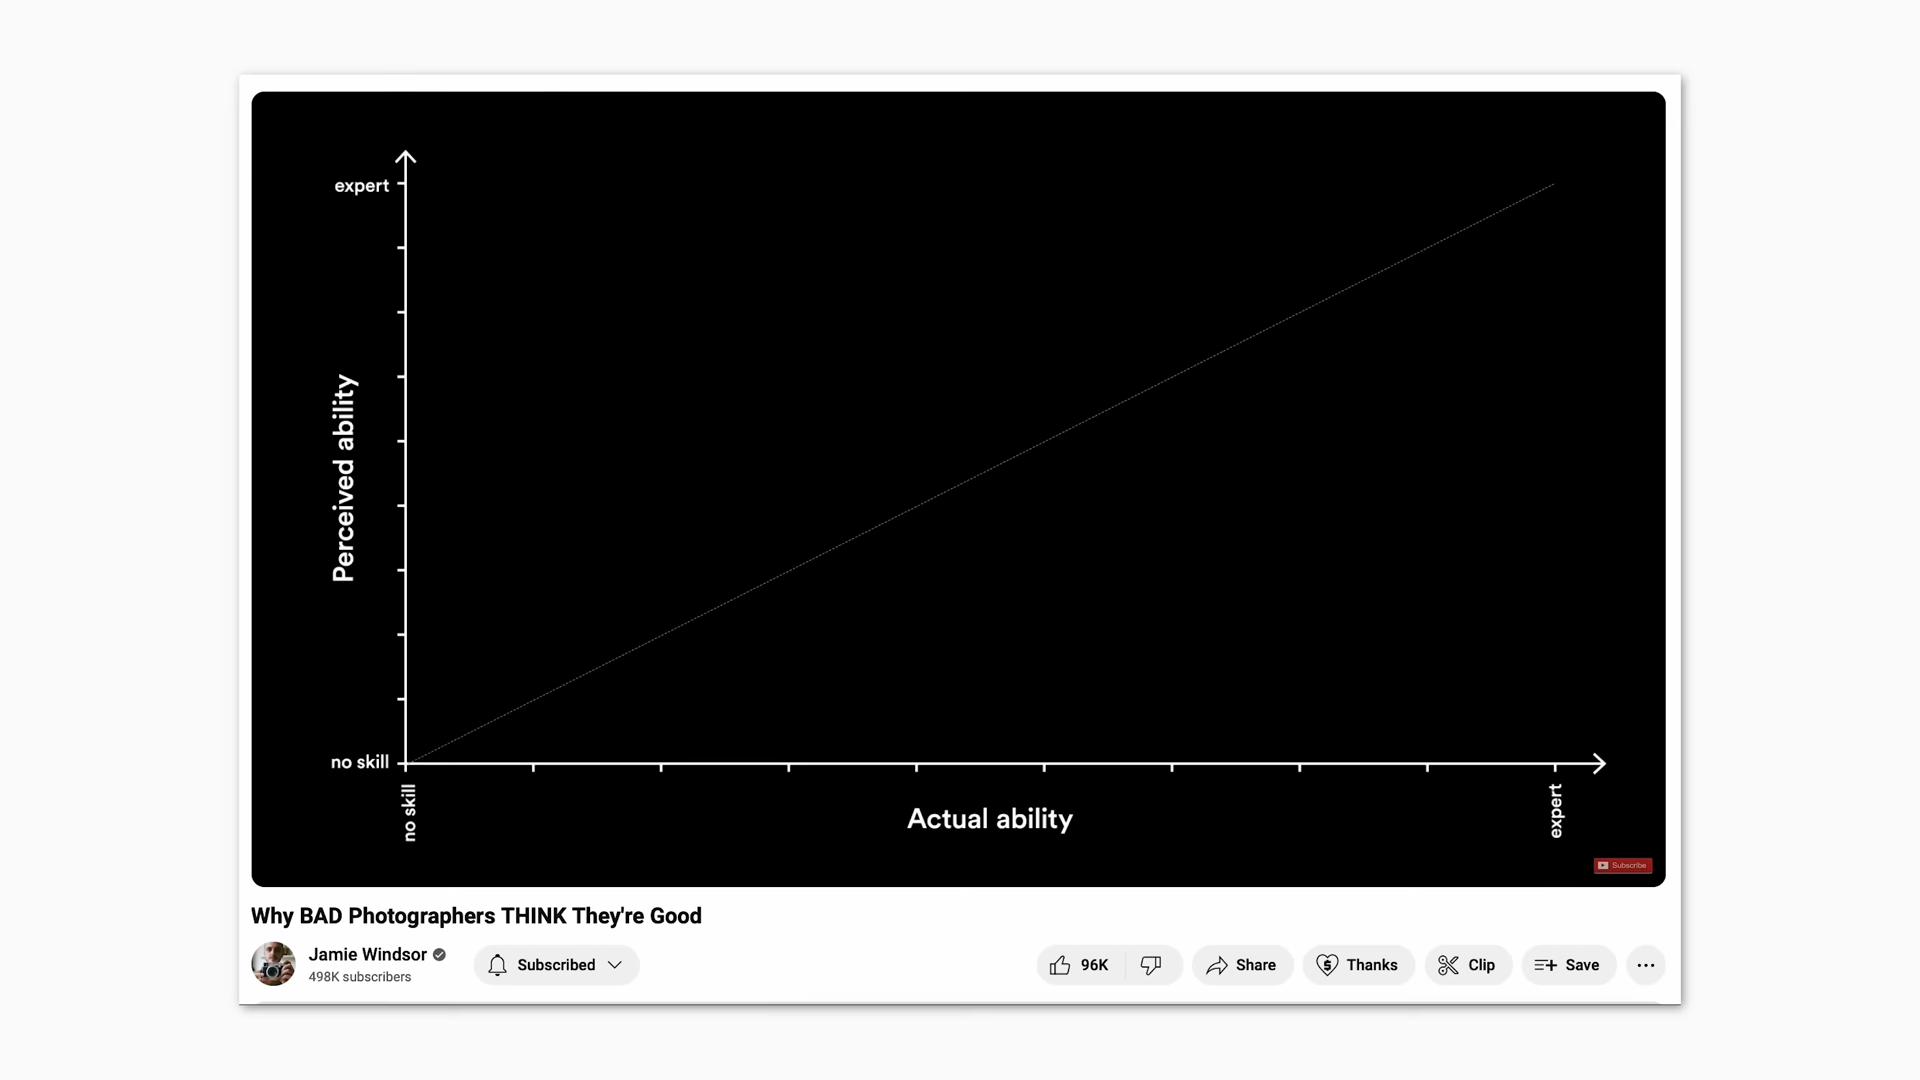 expert
Perceived ability
no skill
no skill
Actual ability
expert
Subscribe
Why BAD Photographers THINK They're Good
Jamie Windsor
498K subscribers
Subscribed
96K
Share
Thanks
Clip
Save